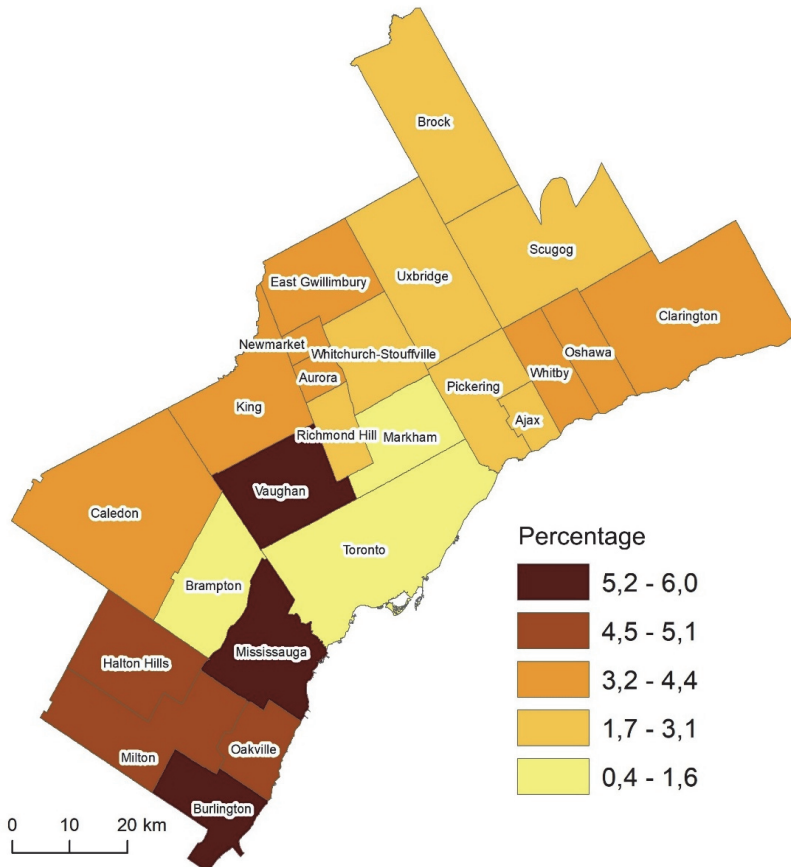 Brock
Scugog
Uxbridge
East Gwillimbury
Clarington
Newmarket
Whitchurch-Stouffville
Oshawa
Whitby
Aurora
Pickering
King
Ajax
Richmond Hill
Markham
Vaughan
Caledon
Toronto
Brampton
Mississauga
Halton Hills
Oakville
Milton
Burlington
Percentage
5,2 - 6,0
4,5 - 5,1
3,2 - 4,4
1,7 - 3,1
0,4 - 1,6
0 10 20 km